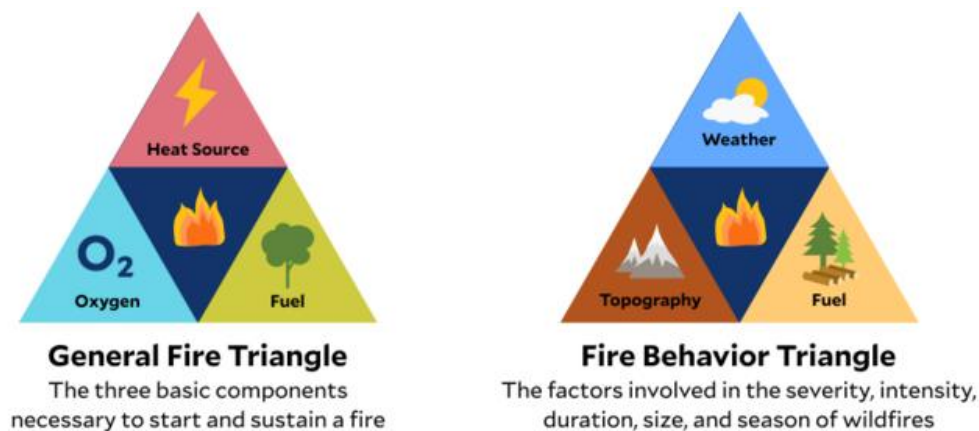 Heat Source
O₂
Oxygen
Fuel
General Fire Triangle
The three basic components
necessary to start and sustain a fire
Weather
Topography
Fuel
Fire Behavior Triangle
The factors involved in the severity, intensity,
duration, size, and season of wildfires